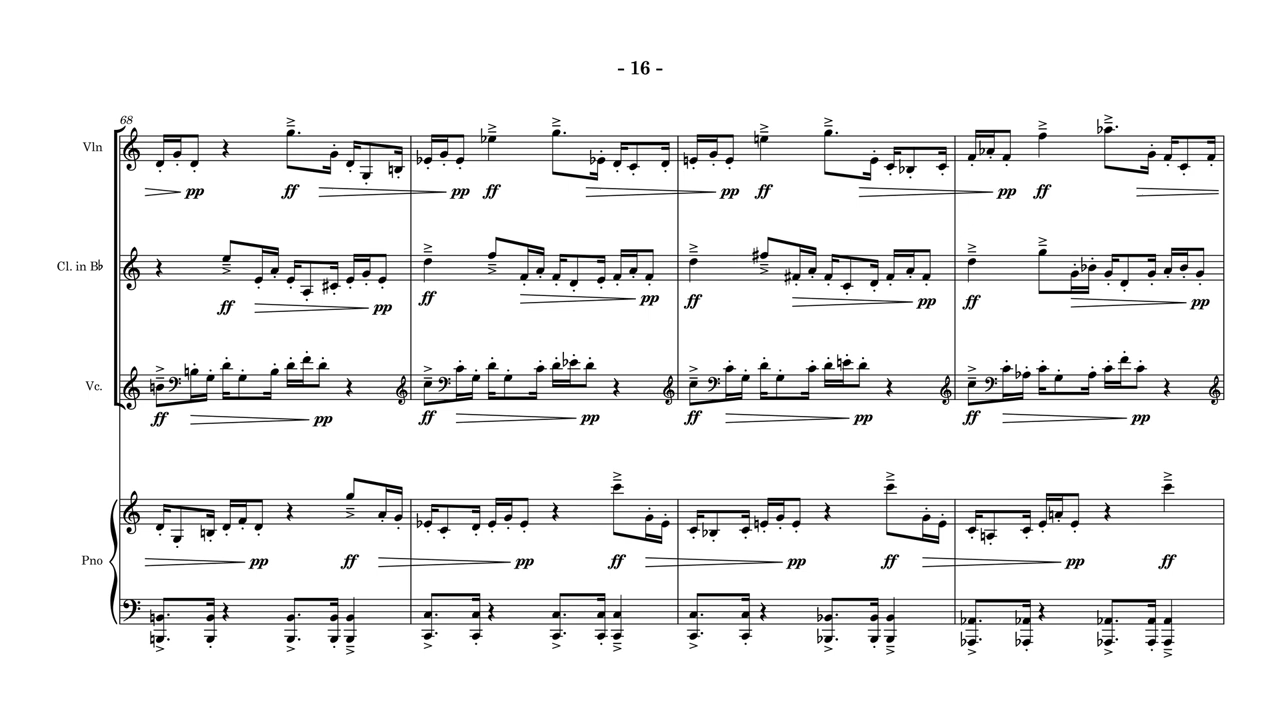 - 16 -
68
Vln
pp ff pp ff pp ff pp ff
Cl. in B♭
ff pp ff pp ff pp ff pp
Vc.
ff pp ff pp ff pp ff pp
Pno
pp ff pp ff pp ff pp ff